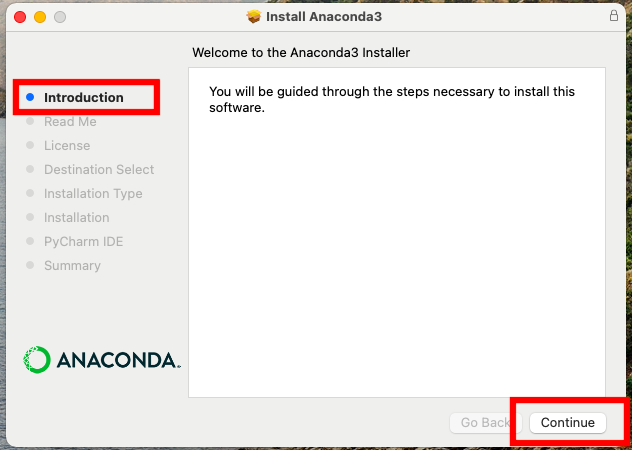 Install Anaconda3
Welcome to the Anaconda3 Installer
Introduction
Read Me
License
Destination Select
Installation Type
Installation
PyCharm IDE
Summary
You will be guided through the steps necessary to install this
software.
ANACONDA.
Go Back
Continue